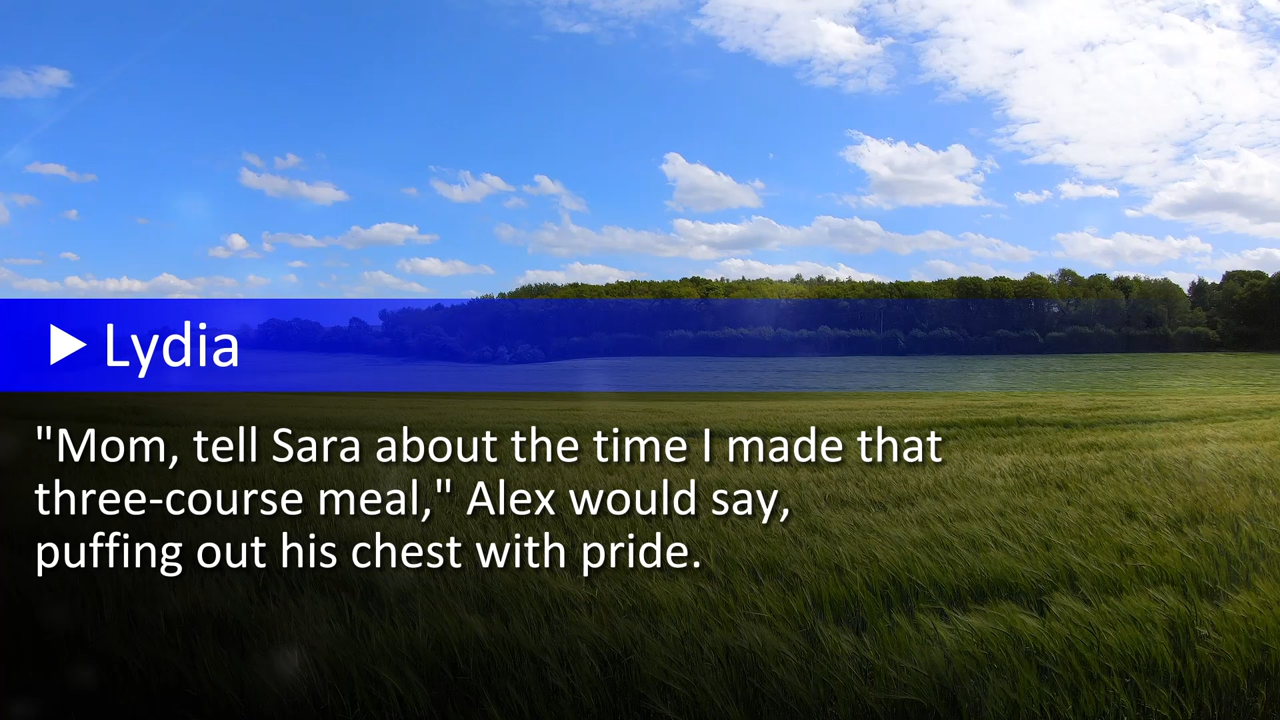 Lydia
"Mom, tell Sara about the time I made that
three-course meal," Alex would say,
puffing out his chest with pride.